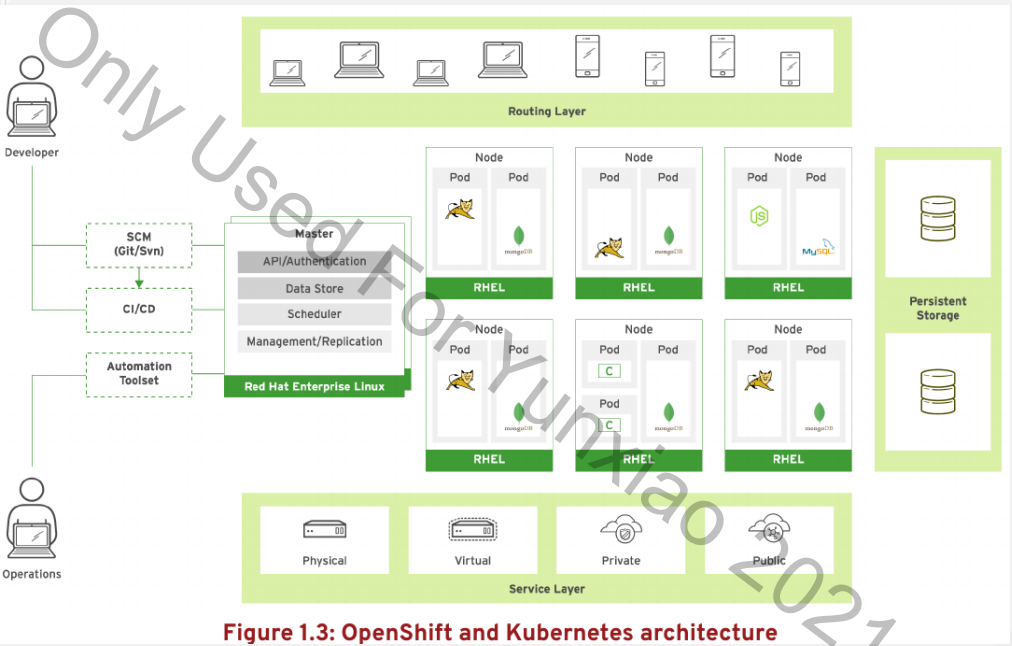 Routing Layer
Developer
SCM
(Git/Svn)
CI/CD
Automation
Toolset
Operations
Master
API/Authentication
Data Store
Scheduler
Management/Replication
Red Hat Enterprise Linux
Node
Pod
Pod
mongoDB
RHEL
Node
Pod
Pod
mongoDB
RHEL
Node
Pod
Pod
JS
MySQL
RHEL
Node
Pod
Pod
mongoDB
RHEL
Node
Pod
C
Pod
C
Pod
mongoDB
RHEL
Node
Pod
Pod
mongoDB
RHEL
Persistent
Storage
Physical
Virtual
Private
Public
Service Layer
Figure 1.3: OpenShift and Kubernetes architecture
Only Used For Yunxiao 2021